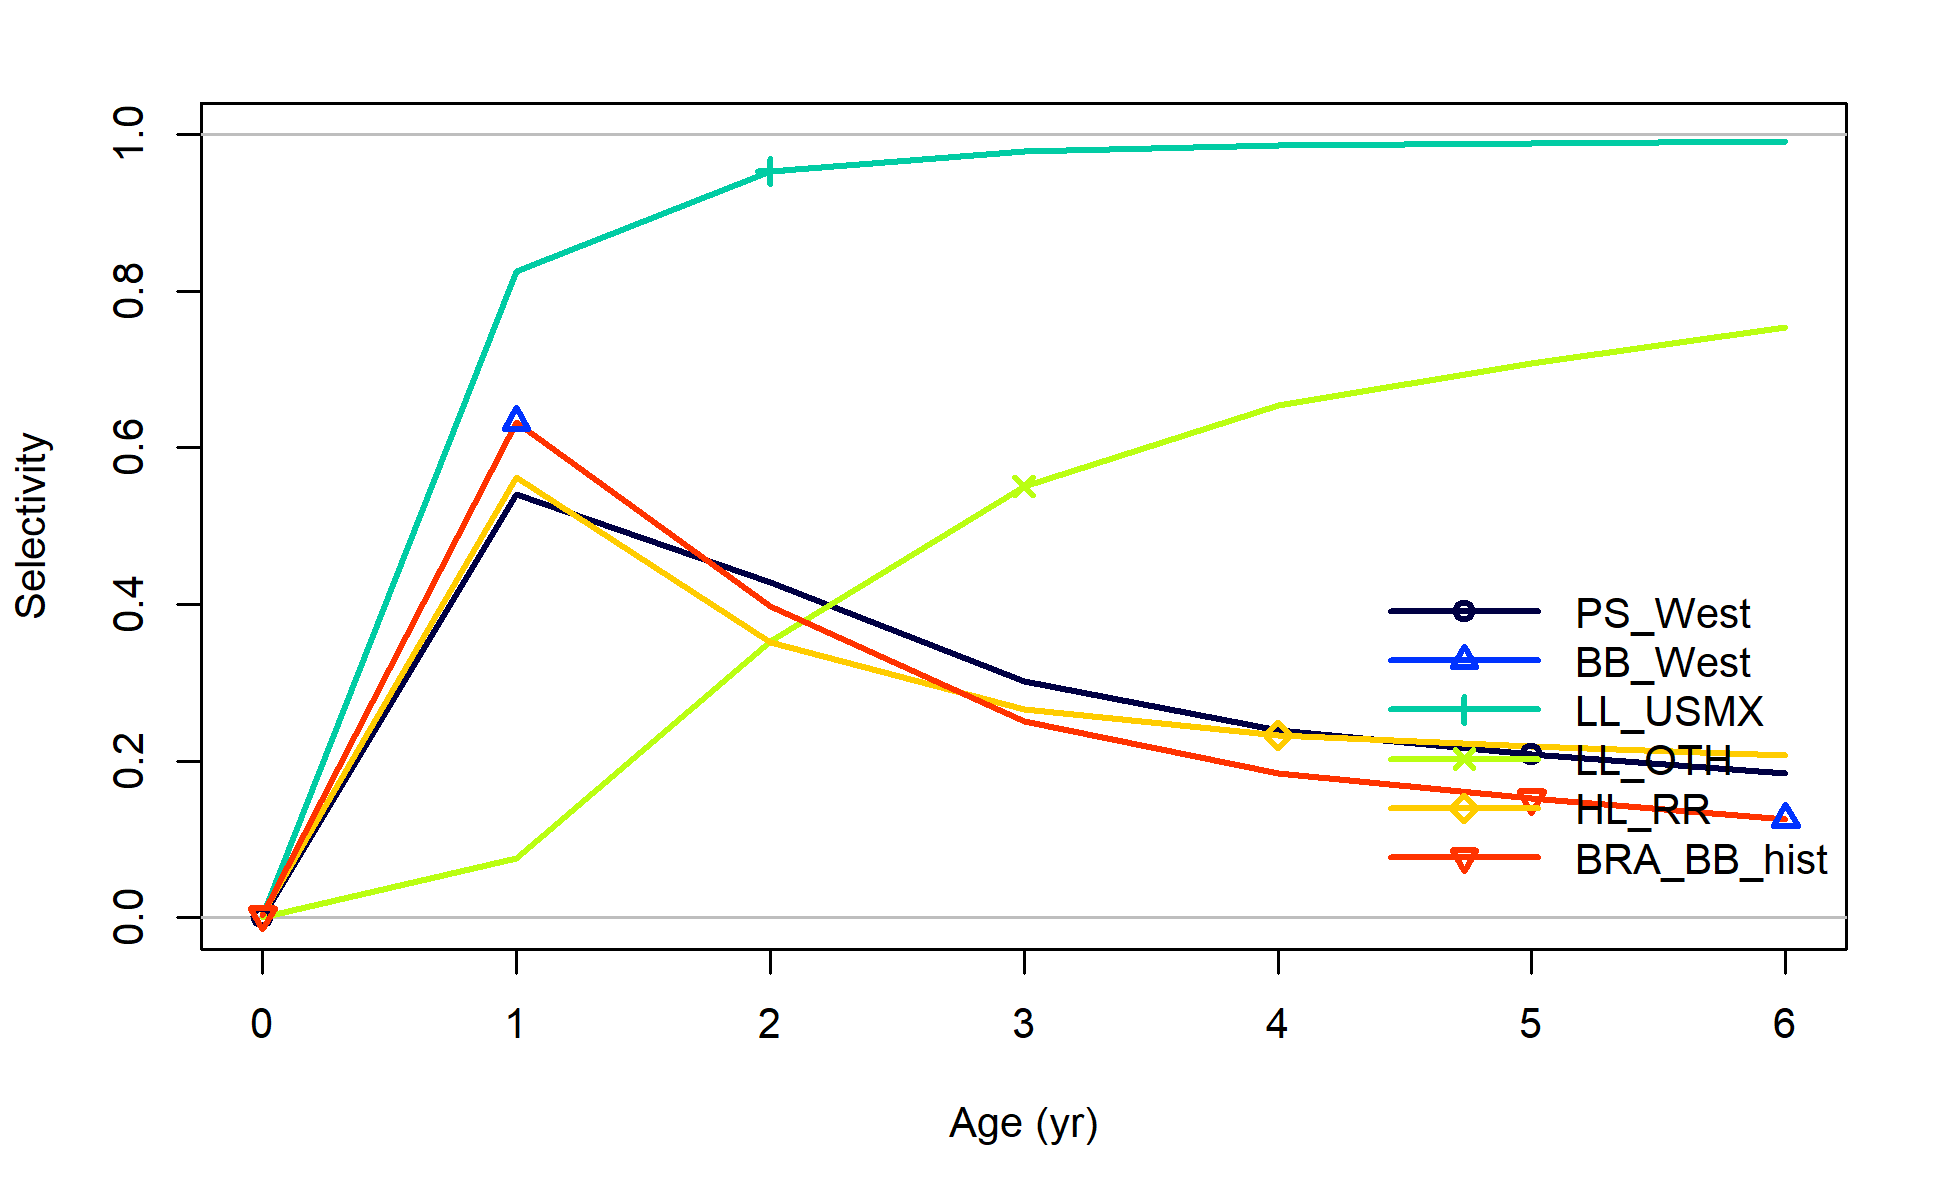 1.0
0.8
0.6
0.4
0.2
0.0
Selectivity
PS_West
BB_West
LL_USMX
LL_OTH
HL_RR
BRA_BB_hist
0 1 2 3 4 5 6
Age (yr)